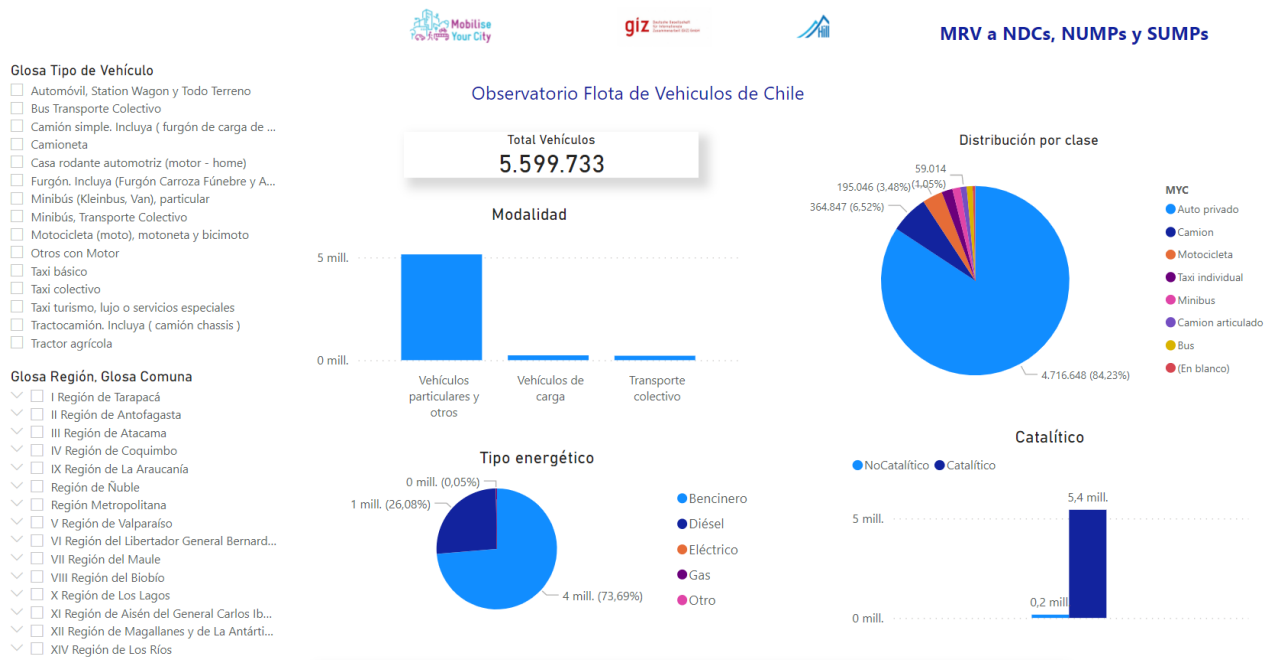 Mobilise
Your City
giz
Hill
MRV a NDCs, NUMPs y SUMPs
Glosa Tipo de Vehículo
Automóvil, Station Wagon y Todo Terreno
Bus Transporte Colectivo
Camión simple. Incluya ( furgón de carga de ...
Camioneta
Casa rodante automotriz (motor - home)
Furgón. Incluya (Furgón Carroza Fúnebre y A...
Minibús (Kleinbus, Van), particular
Minibús, Transporte Colectivo
Motocicleta (moto), motoneta y bicimoto
Otros con Motor
Taxi básico
Taxi colectivo
Taxi turismo, lujo o servicios especiales
Tractocamión. Incluya ( camión chassis )
Tractor agrícola
Glosa Región, Glosa Comuna
I Región de Tarapacá
II Región de Antofagasta
III Región de Atacama
IV Región de Coquimbo
IX Región de La Araucanía
Región de Ñuble
Región Metropolitana
V Región de Valparaíso
VI Región del Libertador General Bernard...
VII Región del Maule
VIII Región del Biobío
X Región de Los Lagos
XI Región de Aisén del General Carlos Ib...
XII Región de Magallanes y de La Antárti...
XIV Región de Los Ríos
Observatorio Flota de Vehiculos de Chile
Total Vehículos
5.599.733
Modalidad
5 mill.
0 mill.
Vehículos
particulares y
otros
Vehículos de
carga
Transporte
colectivo
Distribución por clase
59.014
(1,05%)
195.046 (3,48%)
364.847 (6,52%)
4.716.648 (84,23%)
MYC
Auto privado
Camion
Motocicleta
Taxi individual
Minibus
Camion articulado
Bus
(En blanco)
Tipo energético
0 mill. (0,05%)
1 mill. (26,08%)
4 mill. (73,69%)
Bencinero
Diésel
Eléctrico
Gas
Otro
Catalítico
NoCatalítico
Catalítico
5,4 mill.
5 mill.
0,2 mill
0 mill.